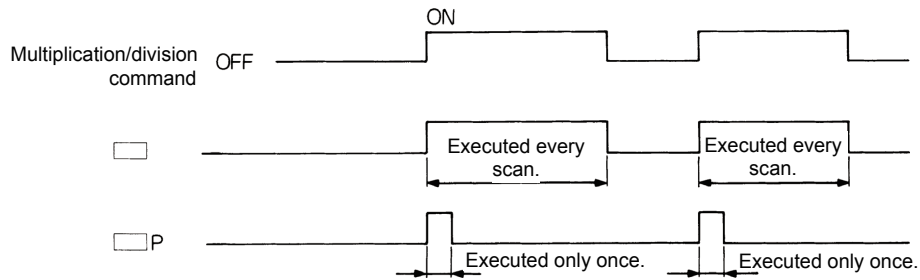 ON
Multiplication/division
command
OFF
Executed every
scan.
Executed every
scan.
P
Executed only once.
Executed only once.